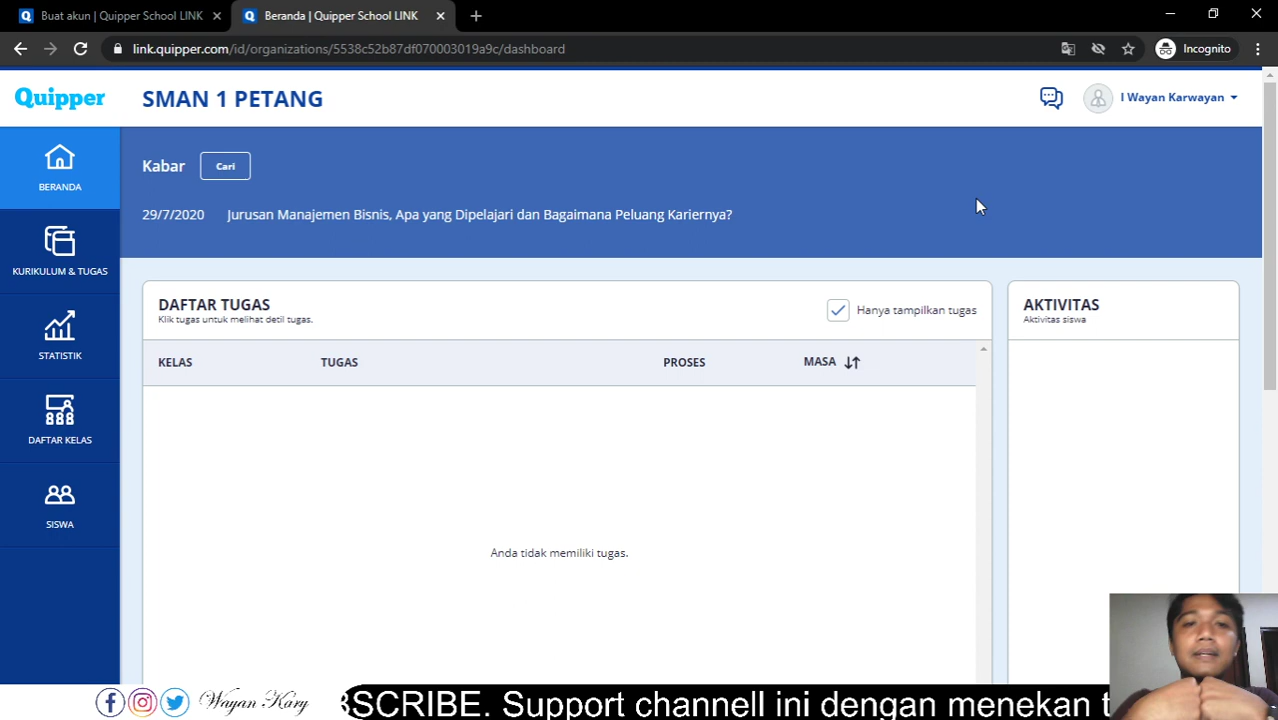 Buat akun | Quipper School LINK
Beranda | Quipper School LINK
link.quipper.com/id/organizations/5538c52b87df070003019a9c/dashboard
Incognito
Quipper
SMAN 1 PETANG
I Wayan Karwayan
BERANDA
KURIKULUM & TUGAS
STATISTIK
DAFTAR KELAS
SISWA
Kabar
Cari
29/7/2020 Jurusan Manajemen Bisnis, Apa yang Dipelajari dan Bagaimana Peluang Kariernya?
DAFTAR TUGAS
Klik tugas untuk melihat detil tugas.
Hanya tampilkan tugas
KELAS TUGAS PROSES MASA
Anda tidak memiliki tugas.
AKTIVITAS
Aktivitas siswa
Wayan Kary
BSCRIBE. Support channell ini dengan menekan t